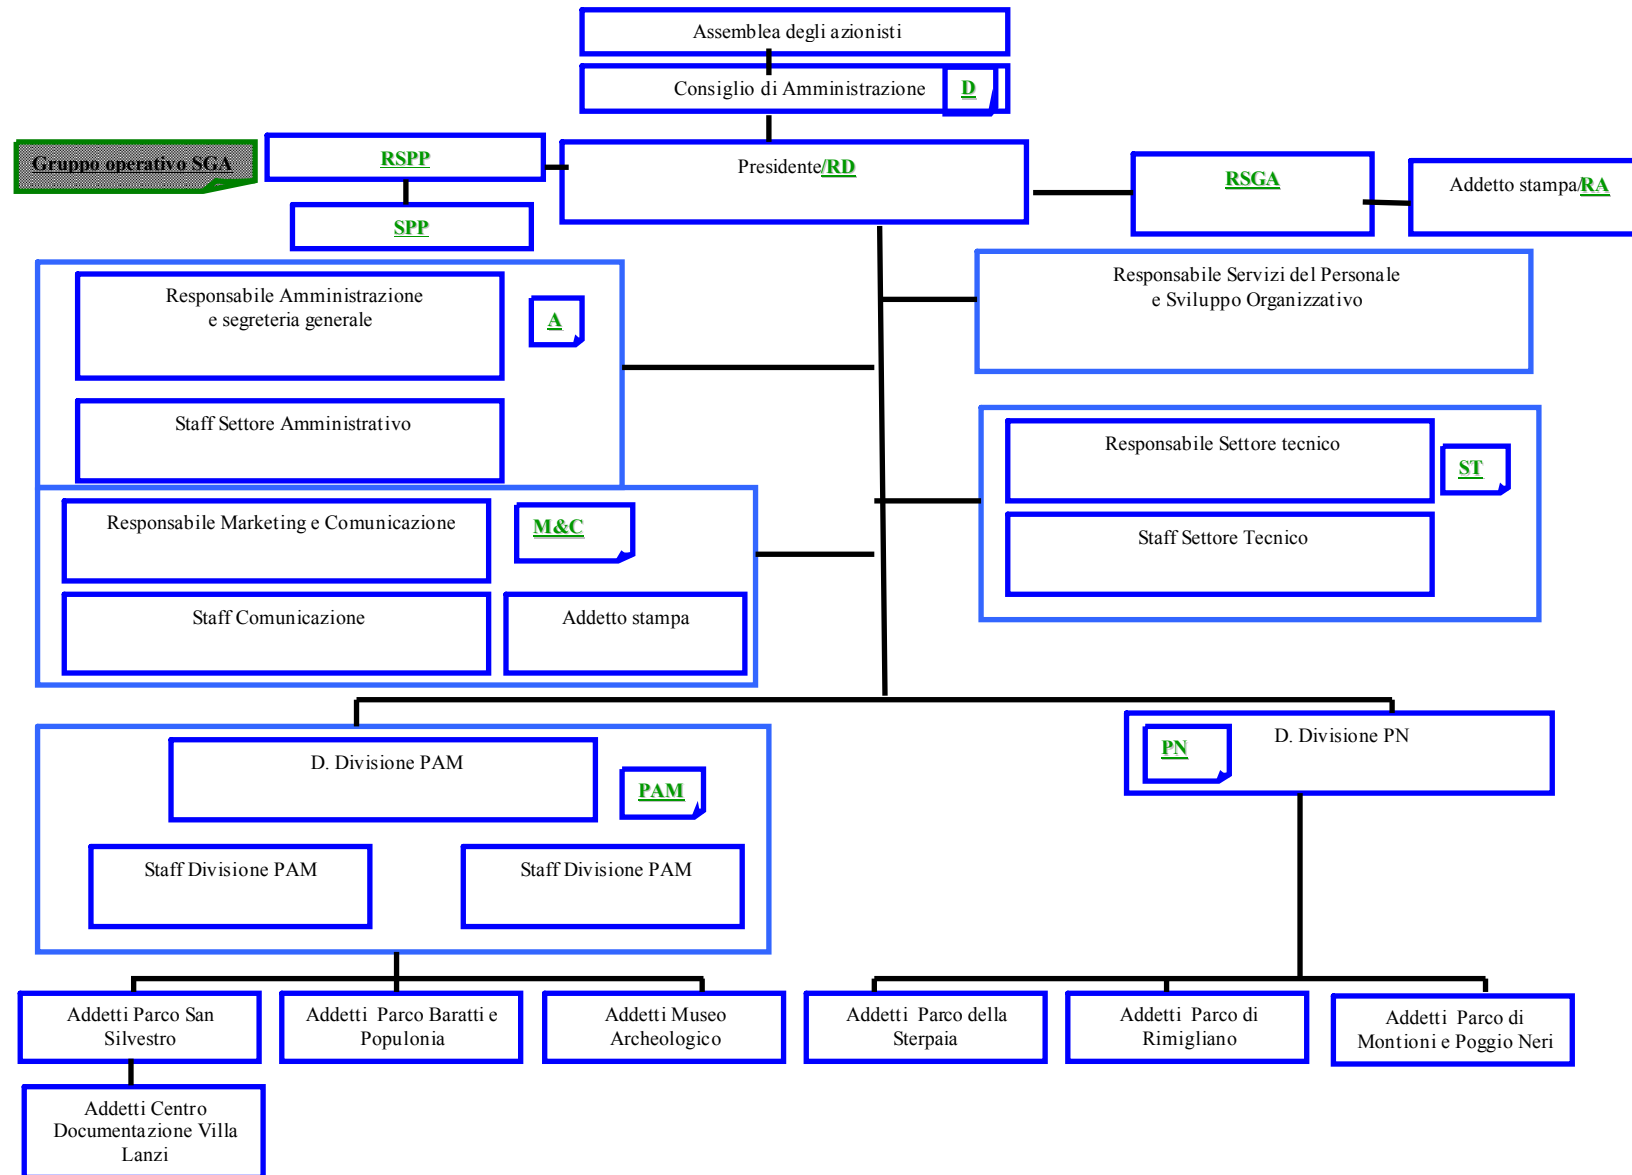 Assemblea degli azionisti
Consiglio di Amministrazione D
Gruppo operativo SGA
RSPP
Presidente/RD
RSGA
Addetto stampa/RA
SPP
Responsabile Amministrazione
e segreteria generale
A
Responsabile Servizi del Personale
e Sviluppo Organizzativo
Staff Settore Amministrativo
Responsabile Settore tecnico
ST
Responsabile Marketing e Comunicazione
M&C
Staff Settore Tecnico
Staff Comunicazione
Addetto stampa
D. Divisione PAM
PAM
PN
D. Divisione PN
Staff Divisione PAM
Staff Divisione PAM
Addetti Parco San
Silvestro
Addetti Parco Baratti e
Populonia
Addetti Museo
Archeologico
Addetti Parco della
Sterpaia
Addetti Parco di
Rimigliano
Addetti Parco di
Montioni e Poggio Neri
Addetti Centro
Documentazione Villa
Lanzi